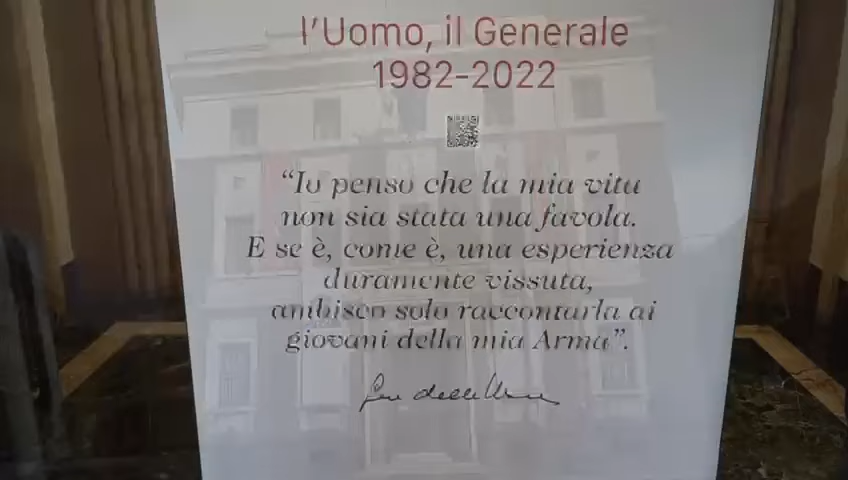 l'Uomo, il Generale
1982-2022
"Io penso che la mia vita
non sia stata una favola.
E se è, come è, una esperienza
duramente vissuta,
ambisco solo raccontarla ai
giovani della mia Arma".